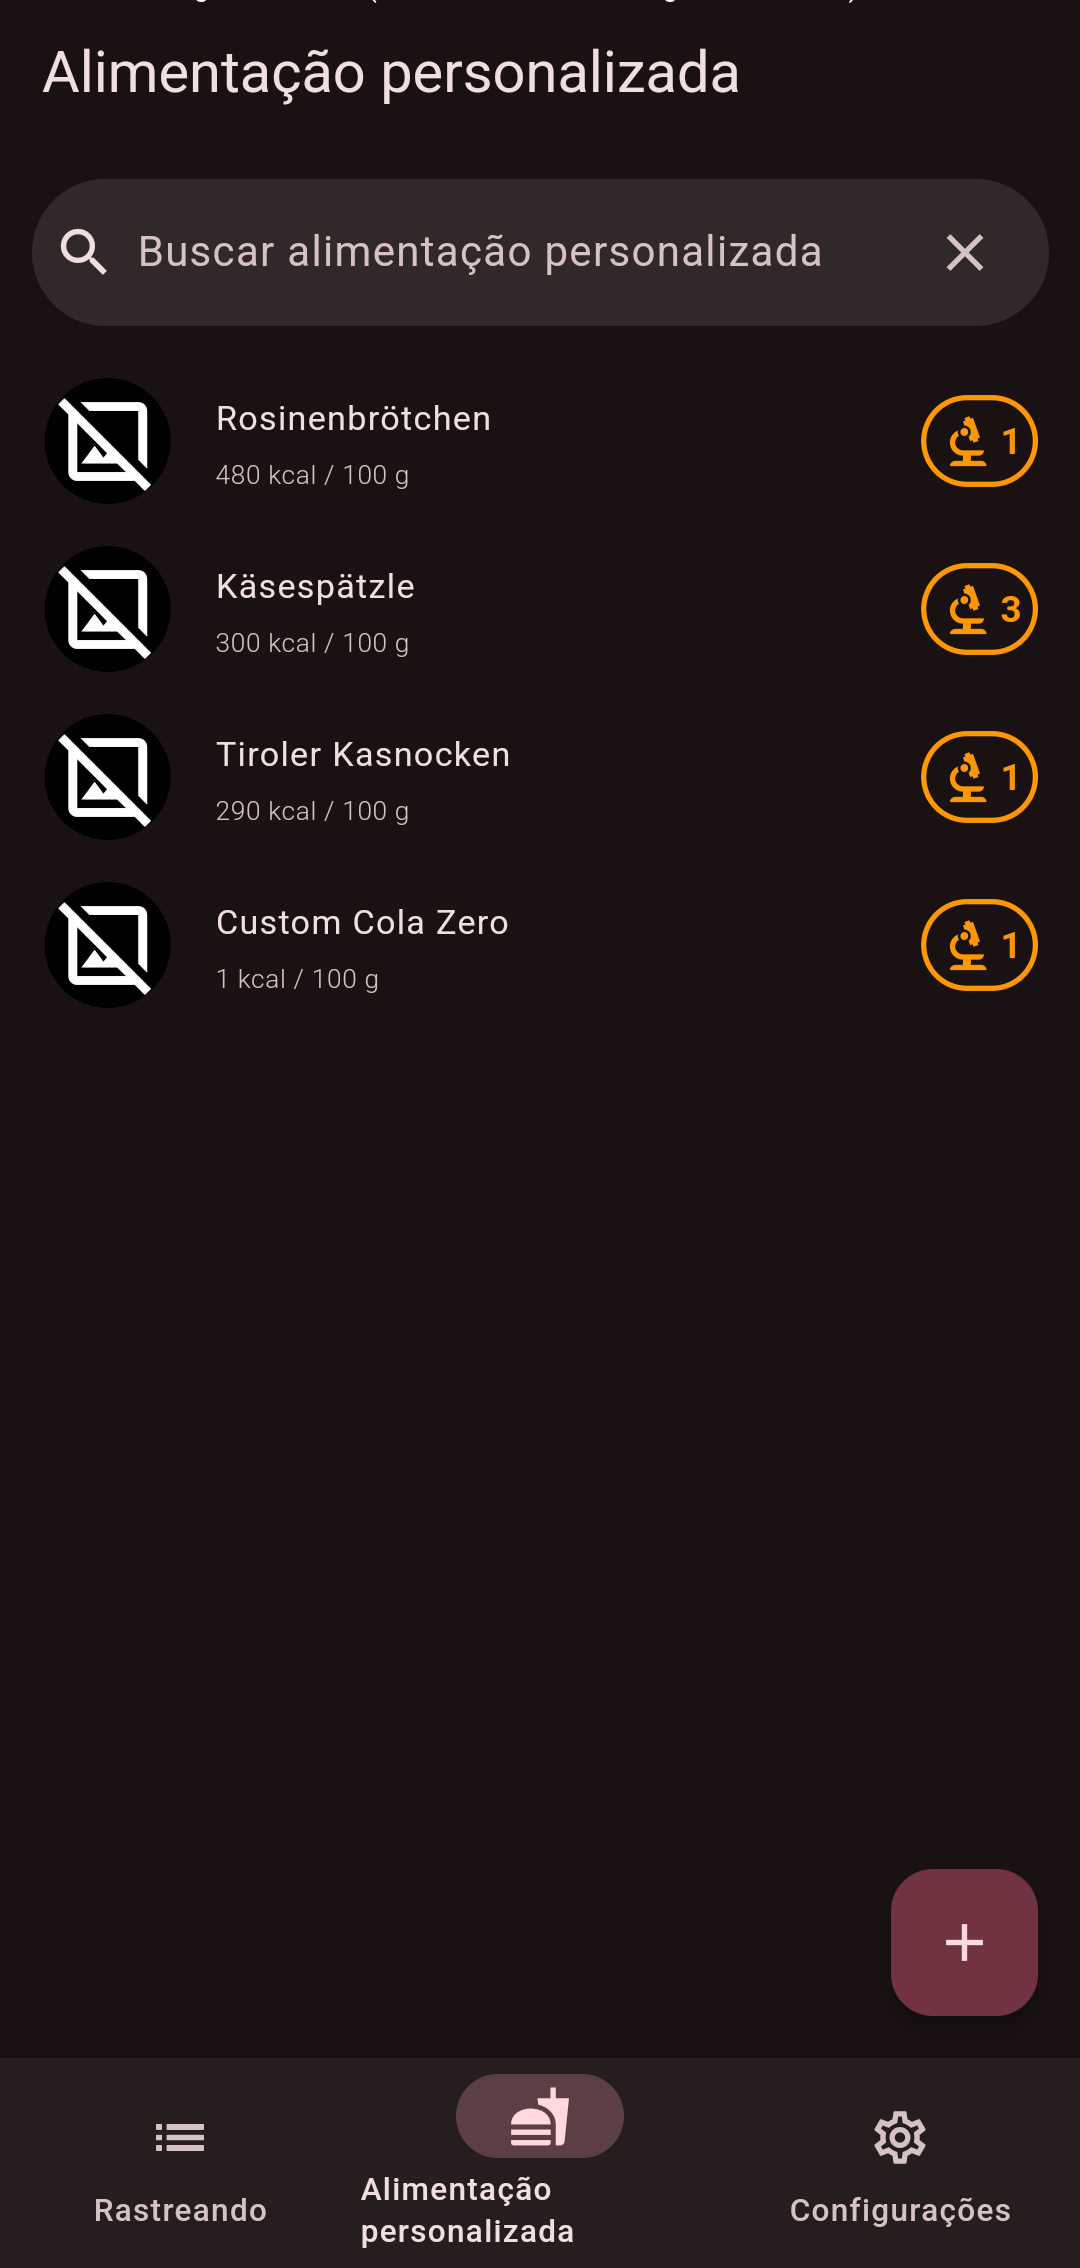 Alimentação personalizada
Buscar alimentação personalizada
Rosinenbrötchen
480 kcal / 100 g
1
Käsespätzle
300 kcal / 100 g
3
Tiroler Kasnocken
290 kcal / 100 g
1
Custom Cola Zero
1 kcal / 100 g
1
Rastreando
Alimentação
personalizada
Configurações